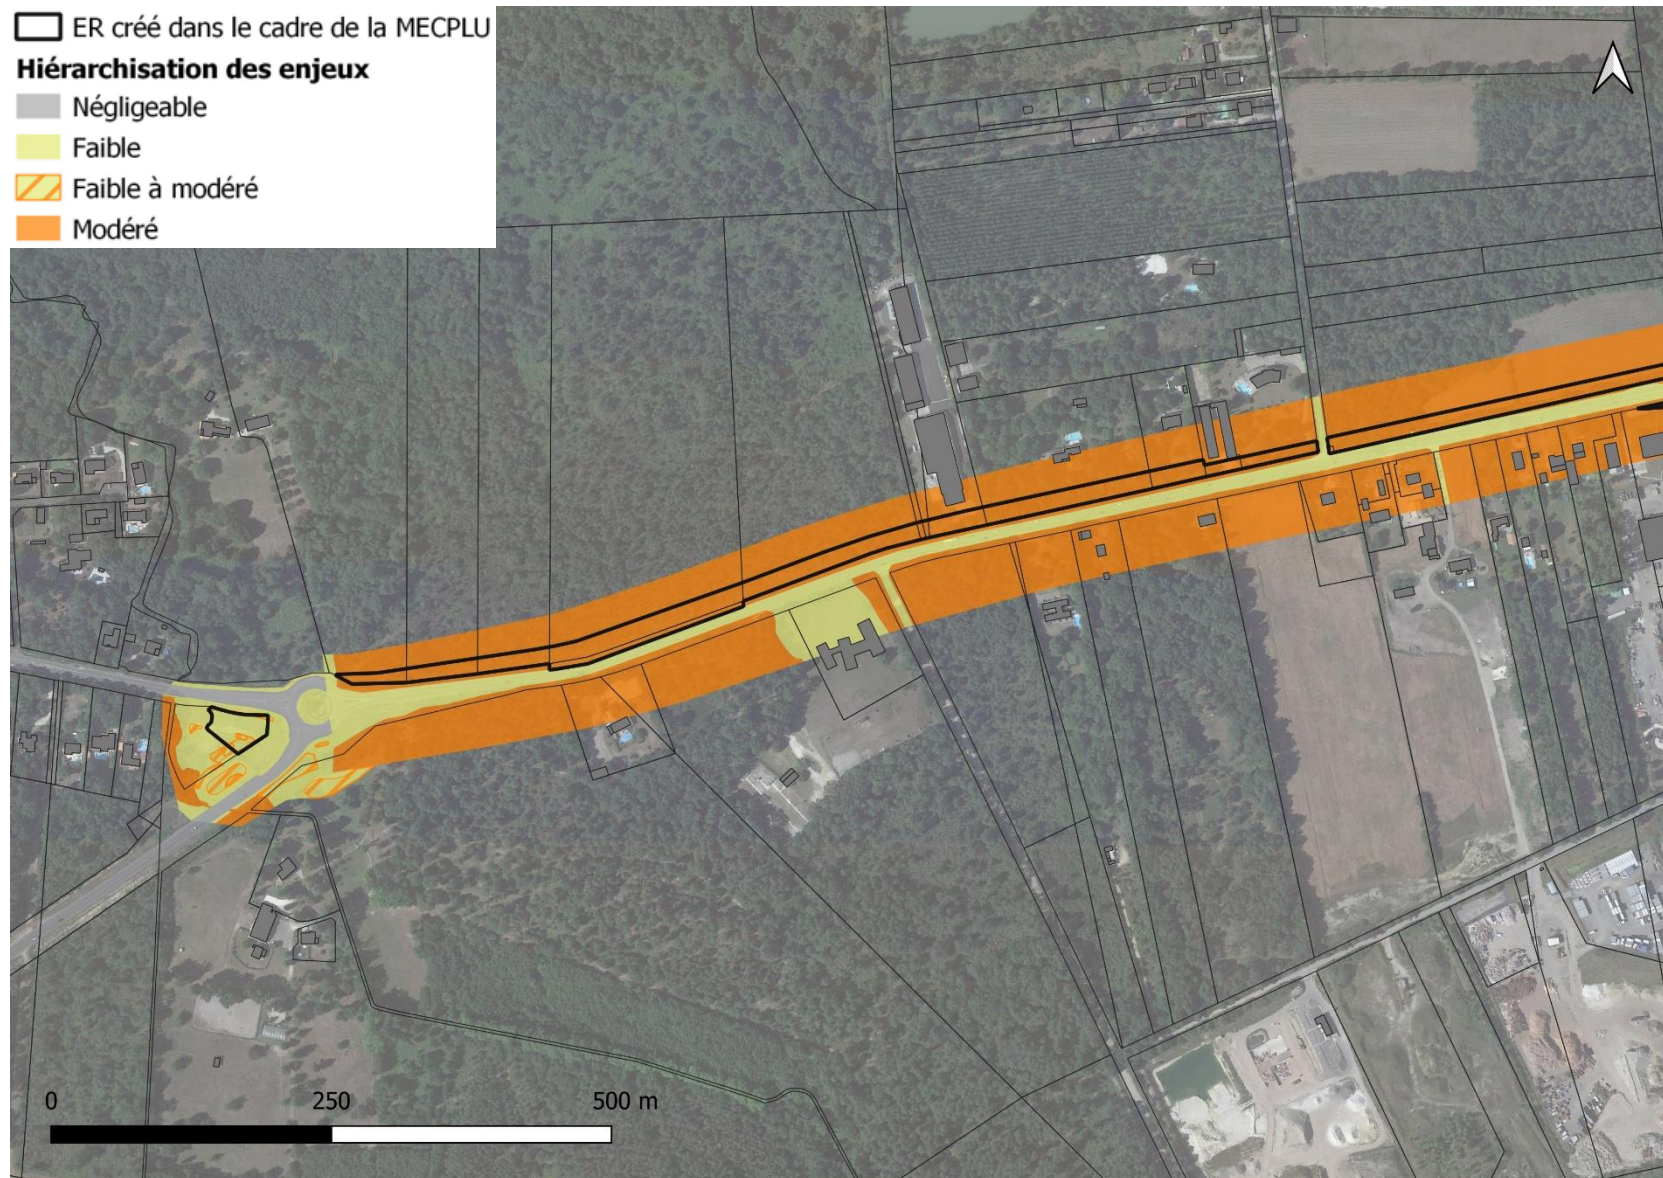 ER créé dans le cadre de la MECPLU
Hiérarchisation des enjeux
Négligeable
Faible
Faible à modéré
Modéré
0 250 500 m